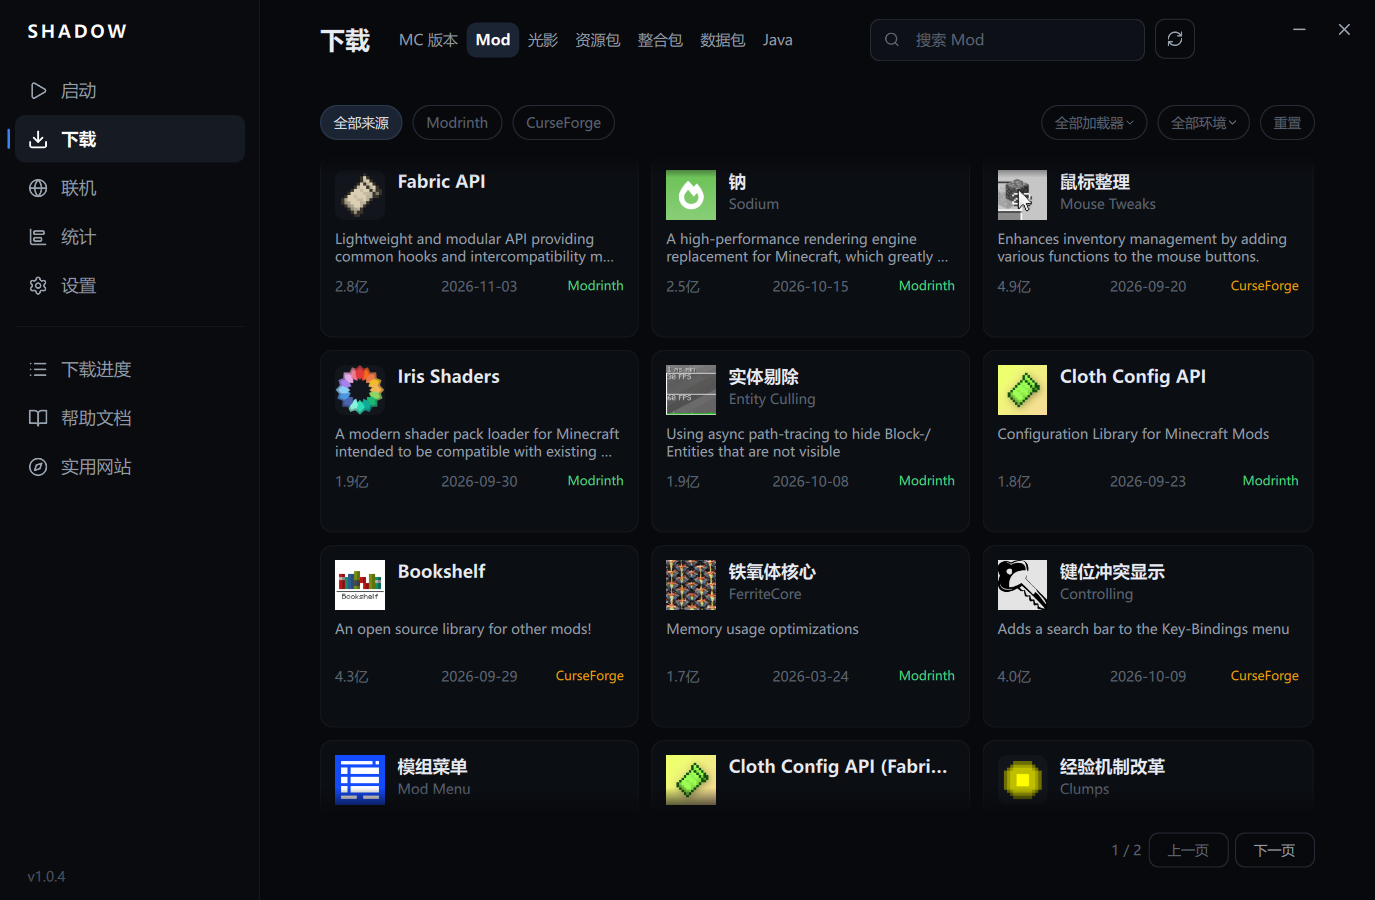 SHADOW
启动
下载
联机
统计
设置
下载进度
帮助文档
实用网站
v1.0.4
下载
MC 版本 Mod 光影 资源包 整合包 数据包 Java
搜索 Mod
全部来源 Modrinth CurseForge
全部加载器 全部环境 重置
Fabric API
Lightweight and modular API providing
common hooks and intercompatibility m...
2.8亿 2026-11-03 Modrinth
钠
Sodium
A high-performance rendering engine
replacement for Minecraft, which greatly ...
2.5亿 2026-10-15 Modrinth
鼠标整理
Mouse Tweaks
Enhances inventory management by adding
various functions to the mouse buttons.
4.9亿 2026-09-20 CurseForge
Iris Shaders
A modern shader pack loader for Minecraft
intended to be compatible with existing ...
1.9亿 2026-09-30 Modrinth
60 FPS
实体剔除
Entity Culling
Using async path-tracing to hide Block-/
Entities that are not visible
1.9亿 2026-10-08 Modrinth
Cloth Config API
Configuration Library for Minecraft Mods
1.8亿 2026-09-23 Modrinth
Bookshelf
Bookshelf
An open source library for other mods!
4.3亿 2026-09-29 CurseForge
铁氧体核心
FerriteCore
Memory usage optimizations
1.7亿 2026-03-24 Modrinth
键位冲突显示
Controlling
Adds a search bar to the Key-Bindings menu
4.0亿 2026-10-09 CurseForge
模组菜单
Mod Menu
Cloth Config API (Fabri...
经验机制改革
Clumps
1 / 2 上一页 下一页